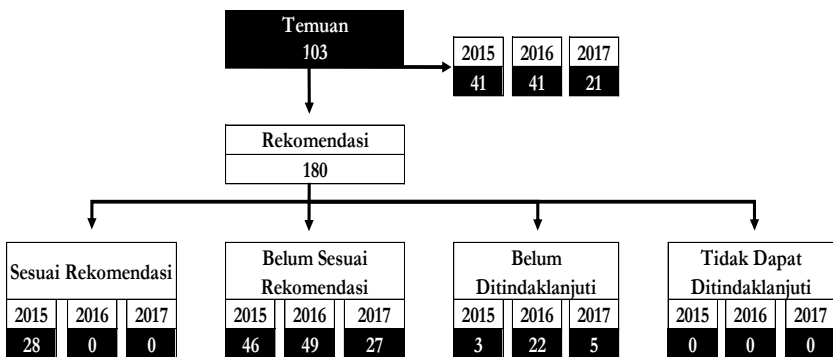 Temuan
103
2015 2016 2017
41 41 21
Rekomendasi
180
Sesuai Rekomendasi
2015 2016 2017
28 0 0
Belum Sesuai
Rekomendasi
2015 2016 2017
46 49 27
Belum
Ditindaklanjuti
2015 2016 2017
3 22 5
Tidak Dapat
Ditindaklanjuti
2015 2016 2017
0 0 0